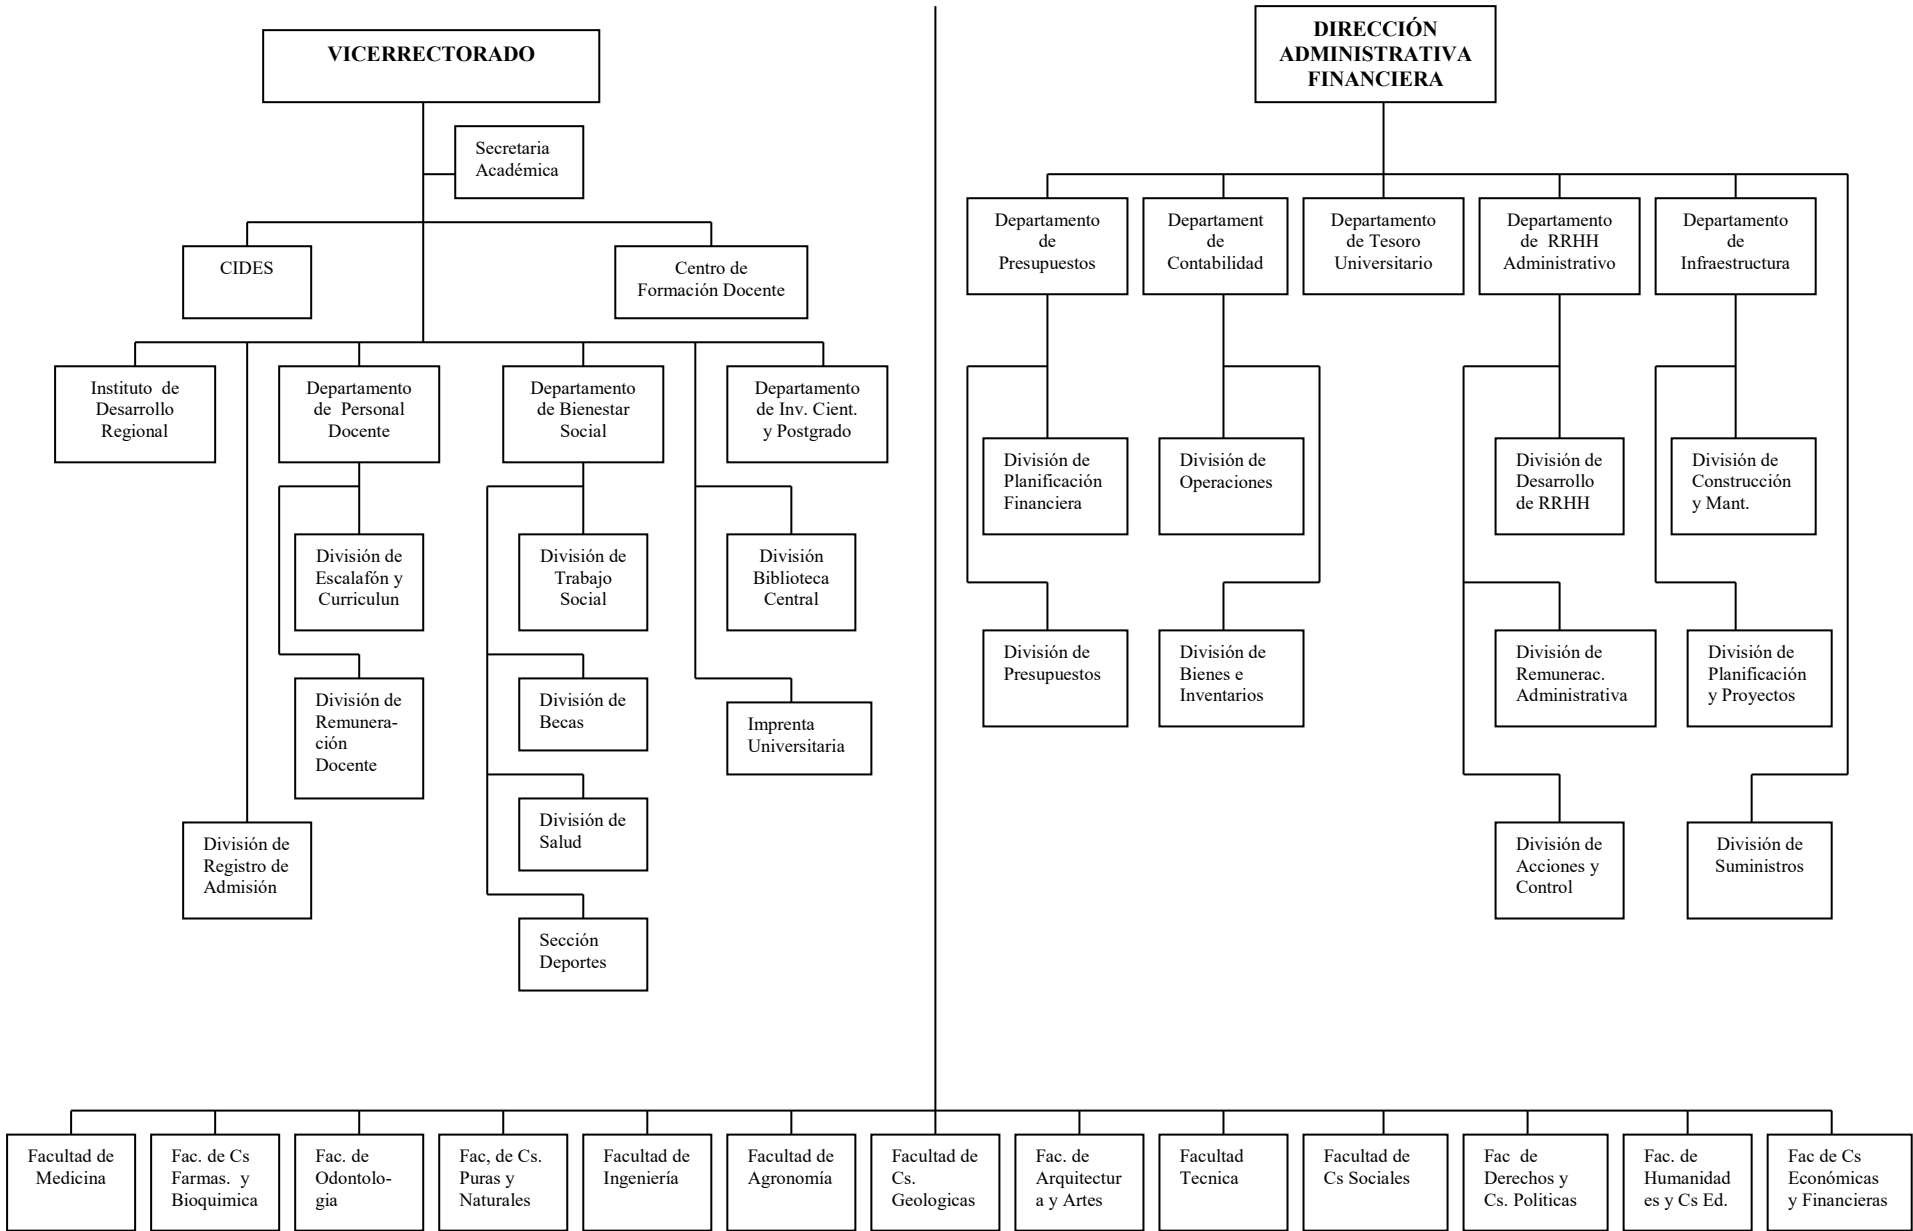 VICERRECTORADO
DIRECCIÓN
ADMINISTRATIVA
FINANCIERA
Secretaria
Académica
CIDES
Centro de
Formación Docente
Departamento
de
Presupuestos
Department
de
Contabilidad
Departamento
de Tesoro
Universitario
Departamento
de RRHH
Administrativo
Departamento
de
Infraestructura
Instituto de
Desarrollo
Regional
Departamento
de Personal
Docente
Departamento
de Bienestar
Social
Departamento
de Inv. Cient.
y Postgrado
División de
Planificación
Financiera
División de
Operaciones
División de
Desarrollo
de RRHH
División de
Construcción
y Mant.
División de
Escalafón y
Curriculun
División de
Trabajo
Social
División
Biblioteca
Central
División de
Presupuestos
División de
Bienes e
Inventarios
División de
Remunerac.
Administrativa
División de
Planificación
y Proyectos
División de
Remunera-
ción
Docente
División de
Becas
Imprenta
Universitaria
División de
Salud
División de
Registro de
Admisión
División de
Acciones y
Control
División de
Suministros
Sección
Deportes
Facultad de
Medicina
Fac. de Cs
Farmas. y
Bioquimica
Fac. de
Odontolo-
gia
Fac, de Cs.
Puras y
Naturales
Facultad de
Ingeniería
Facultad de
Agronomía
Facultad de
Cs.
Geologicas
Fac. de
Arquitectur
a y Artes
Facultad
Tecnica
Facultad de
Cs Sociales
Fac de
Derechos y
Cs. Politicas
Fac. de
Humanidad
es y Cs Ed.
Fac de Cs
Económicas
y Financieras